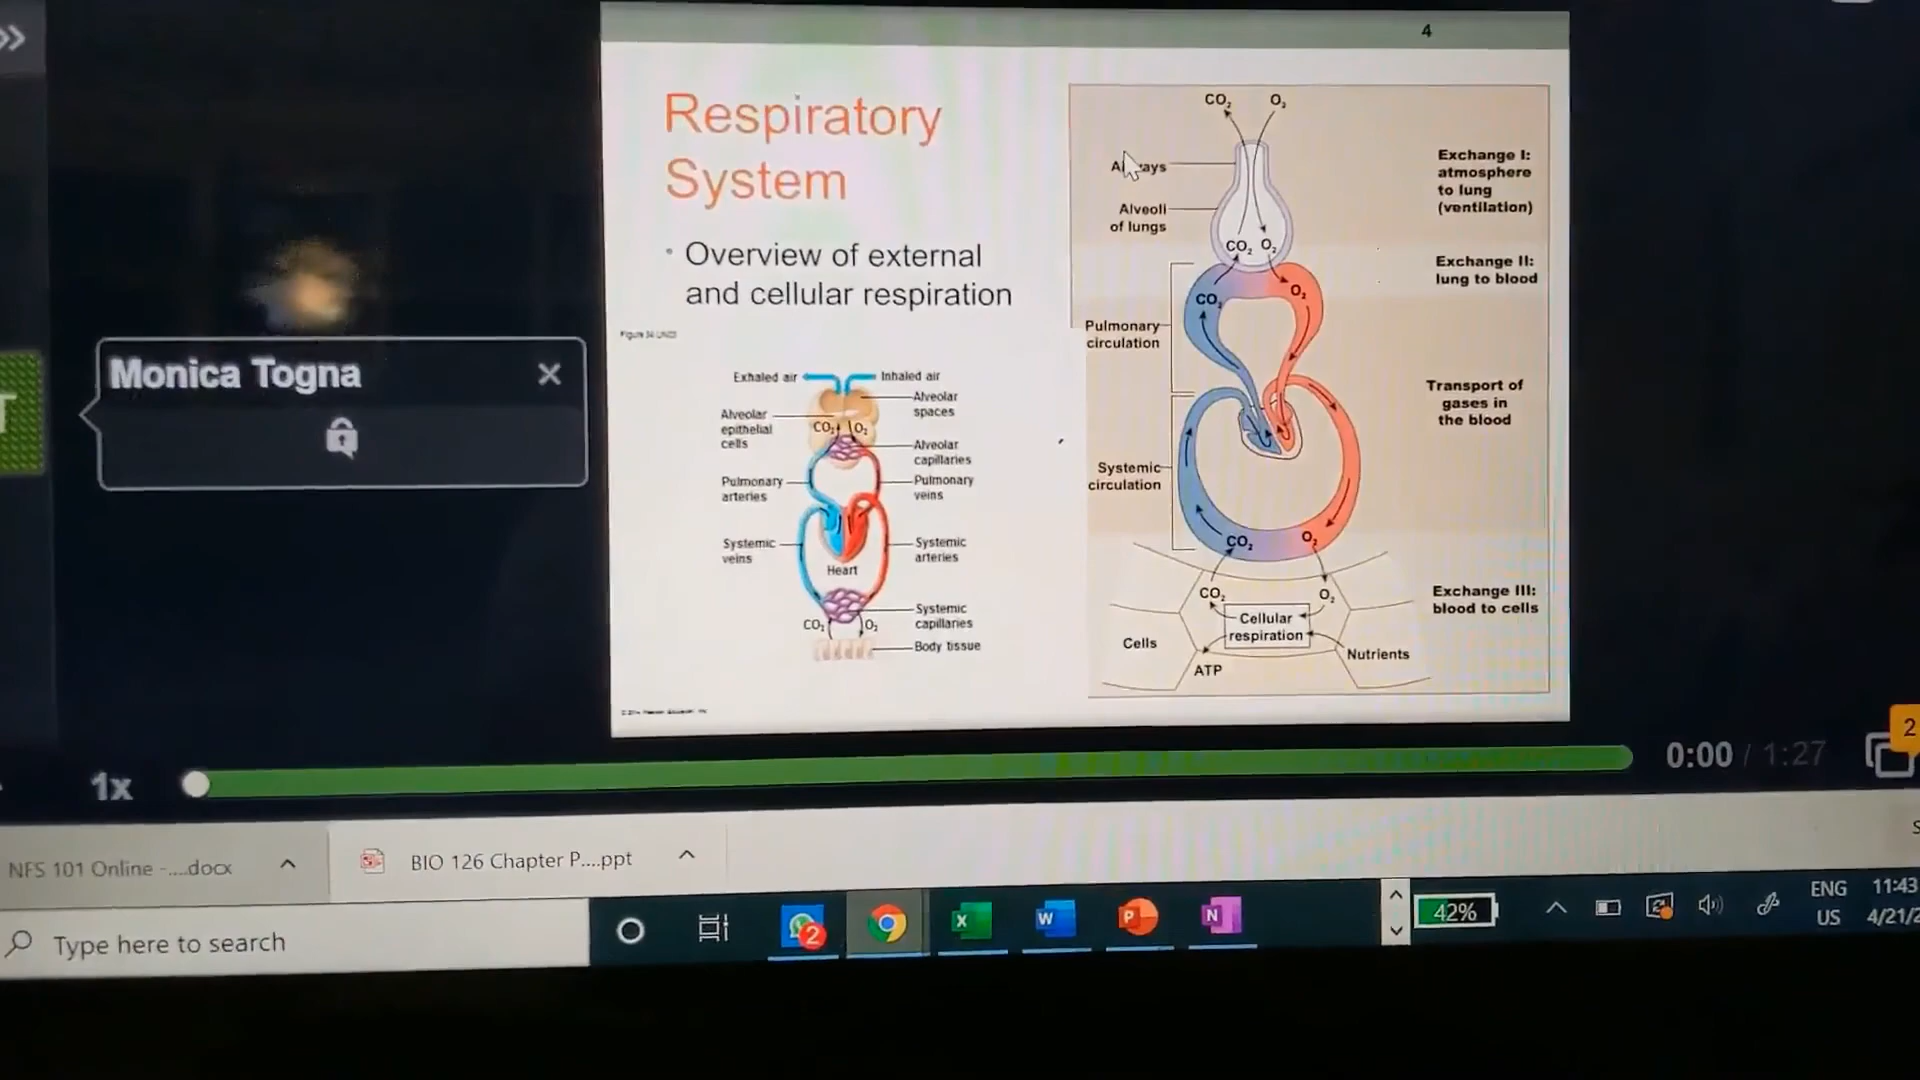 4
Respiratory
System
• Overview of external
and cellular respiration
Exhaled air
Inhaled air
Alveolar
spaces
Alveolar
epithelial
cells
CO2
O2
Alveolar
capillaries
Pulmonary
arteries
Pulmonary
veins
Systemic
veins
Systemic
arteries
Heart
Systemic
capillaries
CO2
O2
Body tissue
CO2
O2
Alveoli
of lungs
CO2
O2
CO2
O2
Pulmonary
circulation
Systemic
circulation
CO2
O2
CO2
O2
Cellular
respiration
Cells
Nutrients
ATP
Exchange I:
atmosphere
to lung
(ventilation)
Exchange II:
lung to blood
Transport of
gases in
the blood
Exchange III:
blood to cells
Monica Togna
T
1x
0:00 / 1:27
2
NFS 101 Online -....docx
BIO 126 Chapter P....ppt
Type here to search
2
42%
ENG
US
11:43
4/21/2